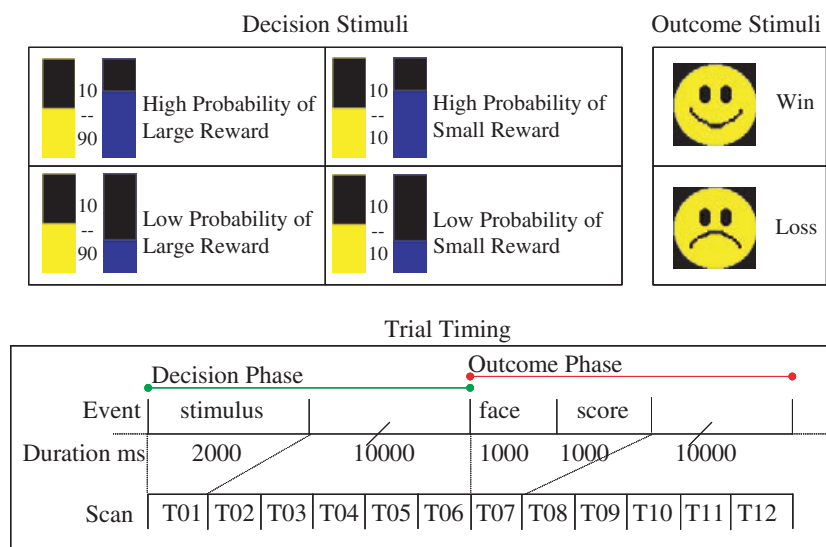 Decision Stimuli
Outcome Stimuli
10
--
90
High Probability of
Large Reward
10
--
10
High Probability of
Small Reward
Win
10
--
90
Low Probability of
Large Reward
10
--
10
Low Probability of
Small Reward
Loss
Trial Timing
Decision Phase
Outcome Phase
Event stimulus face score
Duration ms 2000 10000 1000 1000 10000
Scan T01 T02 T03 T04 T05 T06 T07 T08 T09 T10 T11 T12